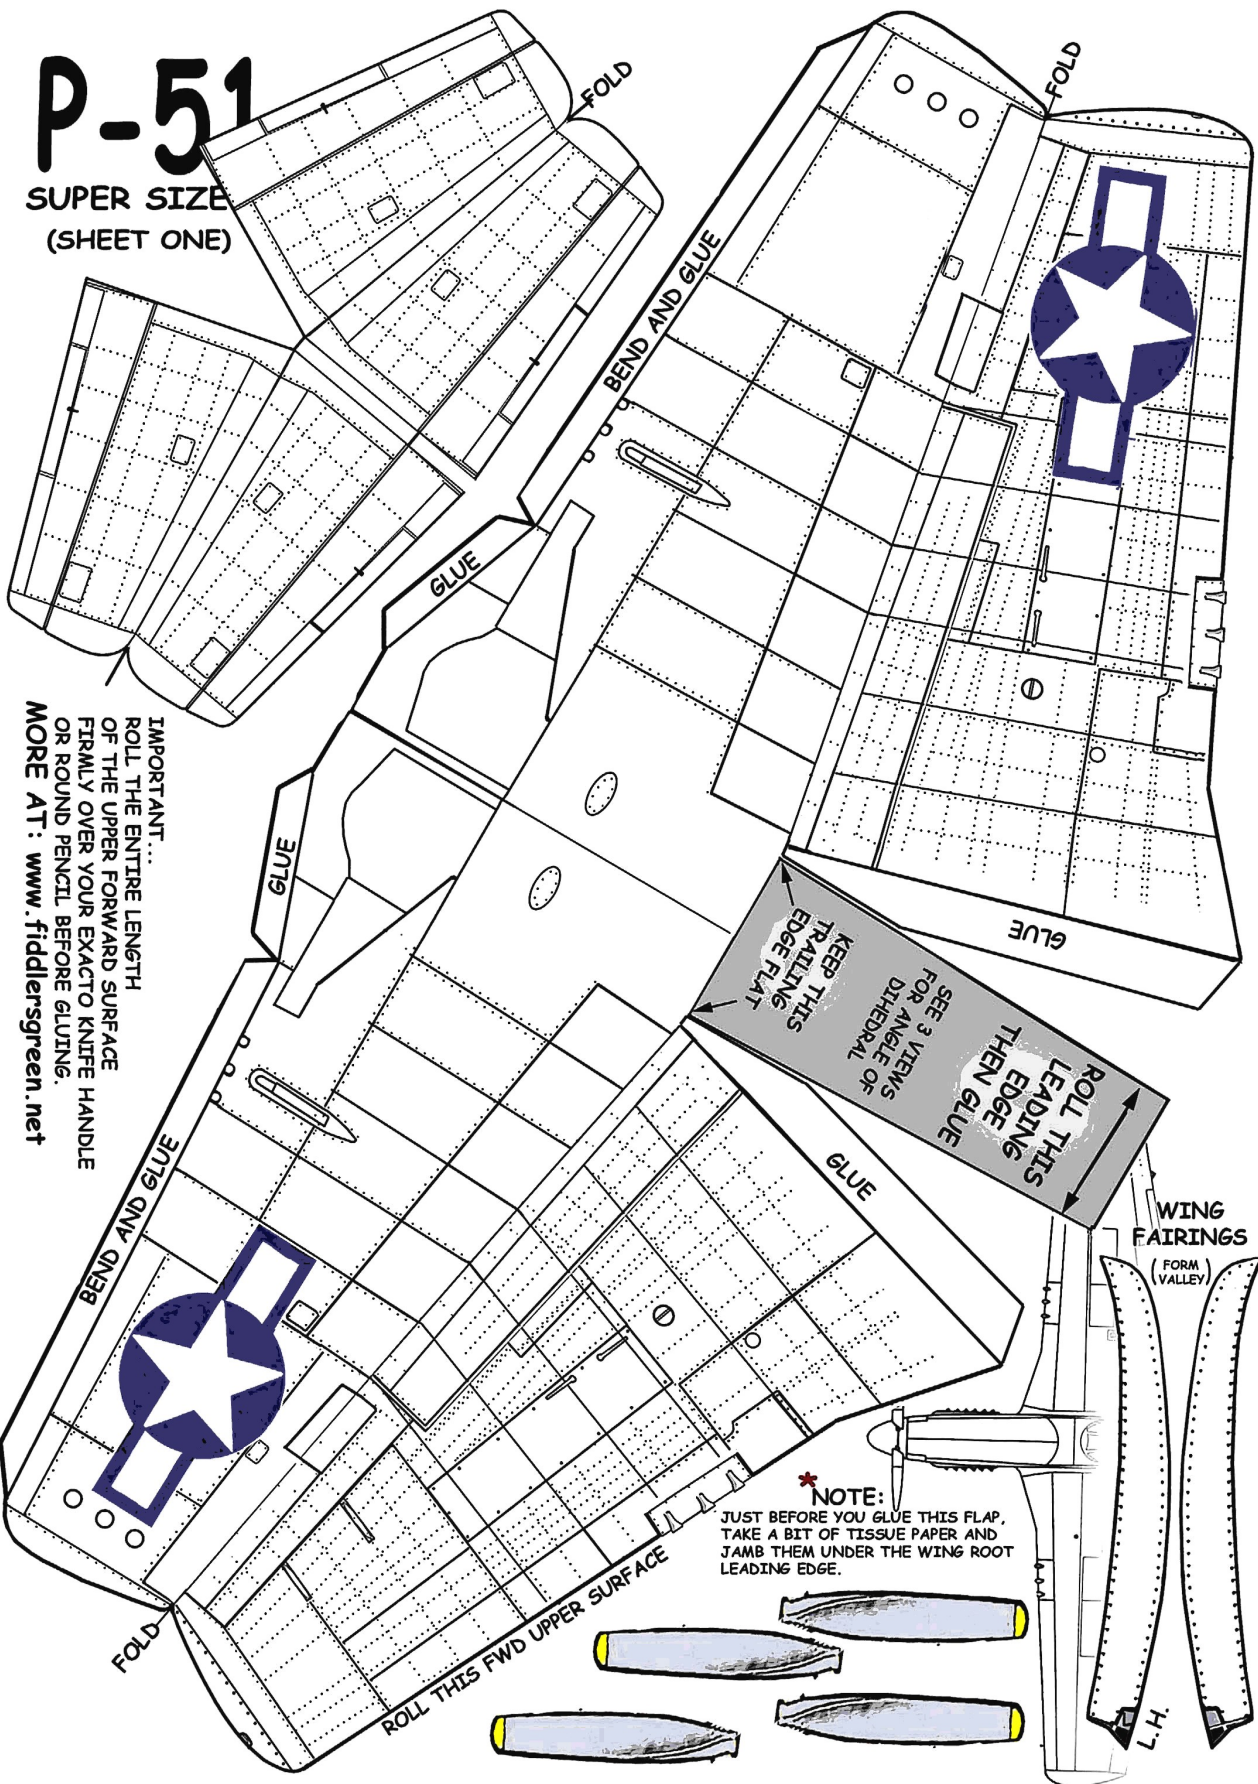 P-51
SUPER SIZE
(SHEET ONE)
FOLD
FOLD
BEND AND GLUE
GLUE
GLUE
GLUE
IMPORTANT...
ROLL THE ENTIRE LENGTH
OF THE UPPER FORWARD SURFACE
FIRMLY OVER YOUR EXACTO KNIFE HANDLE
OR ROUND PENCIL BEFORE GLUING.
MORE AT: www.fiddlersgreen.net
KEEP THIS
TRAILING
EDGE FLAT
SEE 3 VIEWS
FOR ANGLE OF
DIHEDRAL
ROLL THIS
LEADING
EDGE
THEN GLUE
GLUE
BEND AND GLUE
WING
FAIRINGS
(FORM
VALLEY)
*NOTE:
JUST BEFORE YOU GLUE THIS FLAP,
TAKE A BIT OF TISSUE PAPER AND
JAMB THEM UNDER THE WING ROOT
LEADING EDGE.
FOLD
ROLL THIS FWD UPPER SURFACE
L.H.